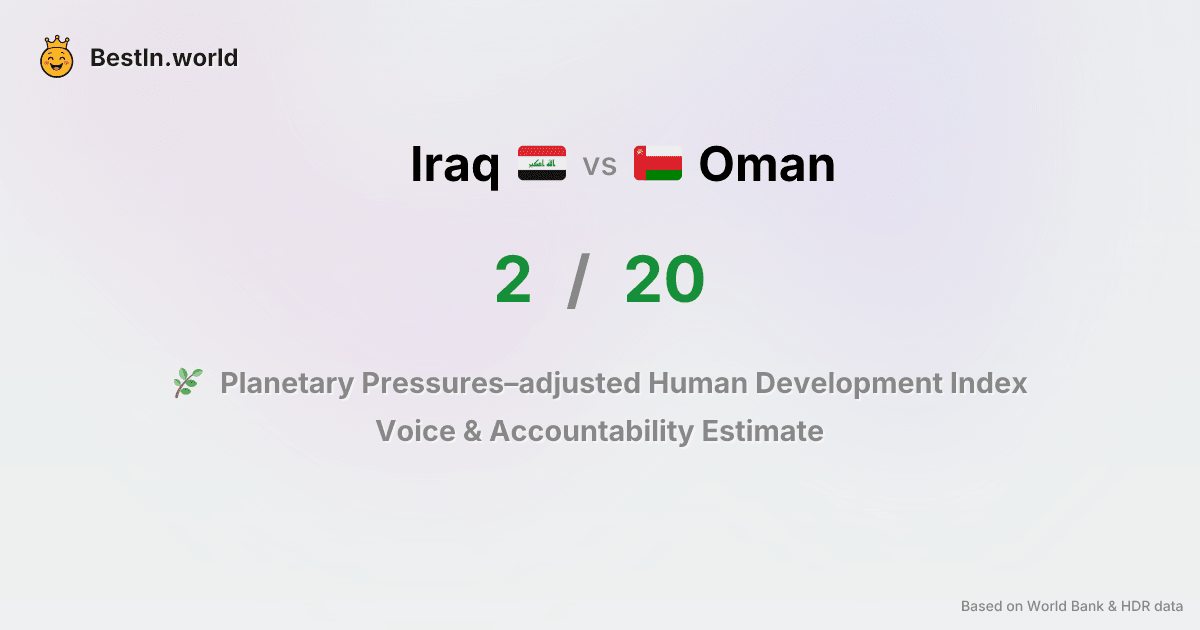 BestIn.world
Iraq vs Oman
2 / 20
Planetary Pressures–adjusted Human Development Index
Voice & Accountability Estimate
Based on World Bank & HDR data